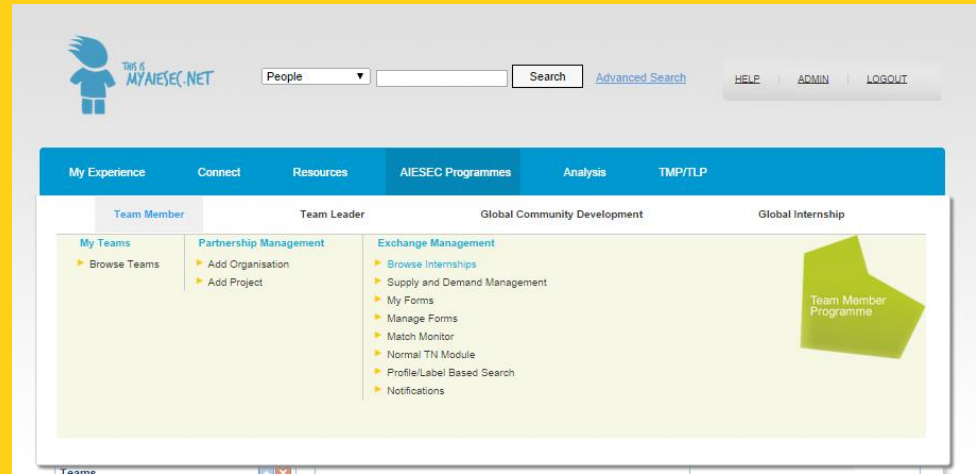 THIS IS
MYAIESEC.NET
People
Search
Advanced Search
HELP
ADMIN
LOGOUT
My Experience
Connect
Resources
AIESEC Programmes
Analysis
TMP/TLP
Team Member
Team Leader
Global Community Development
Global Internship
My Teams
Browse Teams
Partnership Management
Add Organisation
Add Project
Exchange Management
Browse Internships
Supply and Demand Management
My Forms
Manage Forms
Match Monitor
Normal TN Module
Profile/Label Based Search
Notifications
Team Member
Programme
Teams